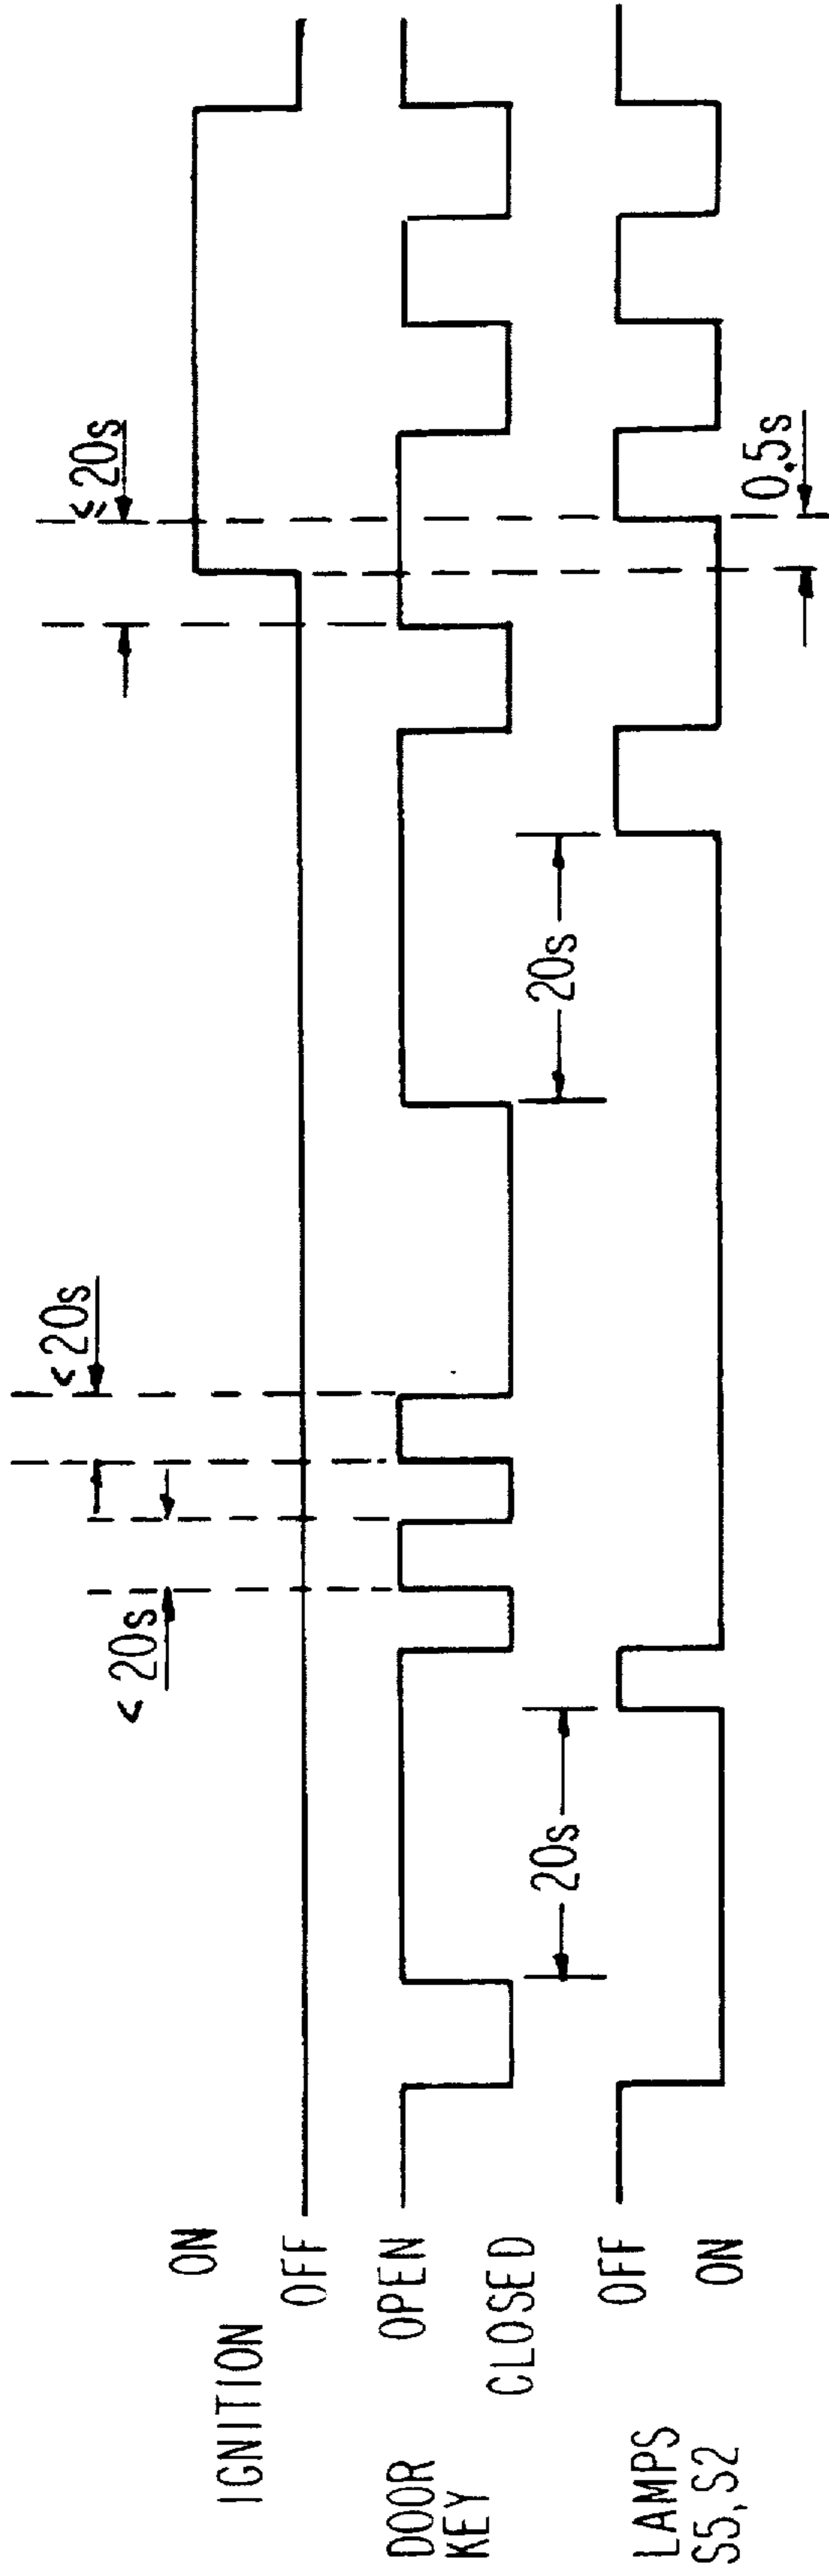 IGNITION
ON
OFF
DOOR
KEY
OPEN
CLOSED
LAMPS
S5, S2
OFF
ON
< 20s
< 20s
≤ 20s
20s
20s
0.5s